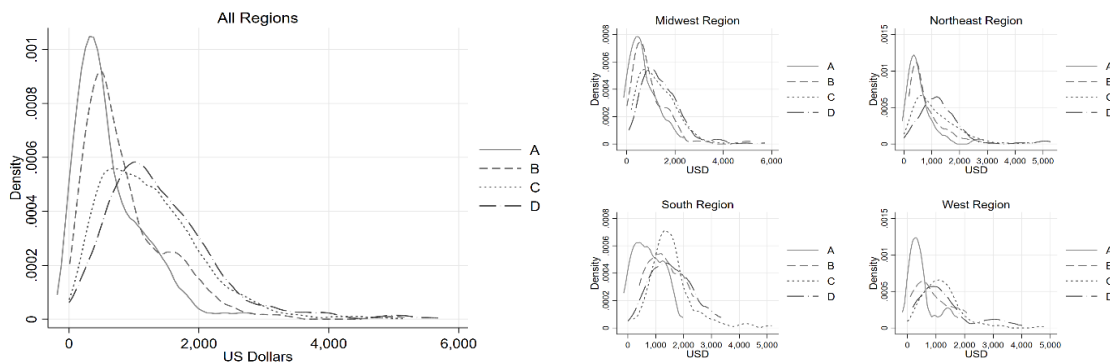 All Regions
Density
0
.0002
.0004
.0006
.0008
.001
0
2,000
4,000
6,000
US Dollars
A
B
C
D
Midwest Region
Density
0
.0002
.0004
.0006
.0008
0
2,000
4,000
6,000
USD
A
B
C
D
Northeast Region
Density
0
.0005
.001
.0015
0
1,000
2,000
3,000
4,000
5,000
USD
A
B
C
D
South Region
Density
0
.0002
.0004
.0006
.0008
0
1,000
2,000
3,000
4,000
5,000
USD
A
B
C
D
West Region
Density
0
.0005
.001
.0015
0
1,000
2,000
3,000
4,000
5,000
USD
A
B
C
D